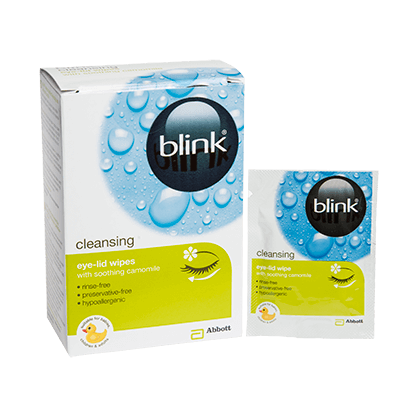 blink®
cleansing
eye-lid wipes
with soothing camomile
• rinse-free
• preservative-free
• hypoallergenic
Abbott
blink®
cleansing
eye-lid wipe
with soothing camomile
• rinse-free
• preservative-free
• hypoallergenic
Abbott